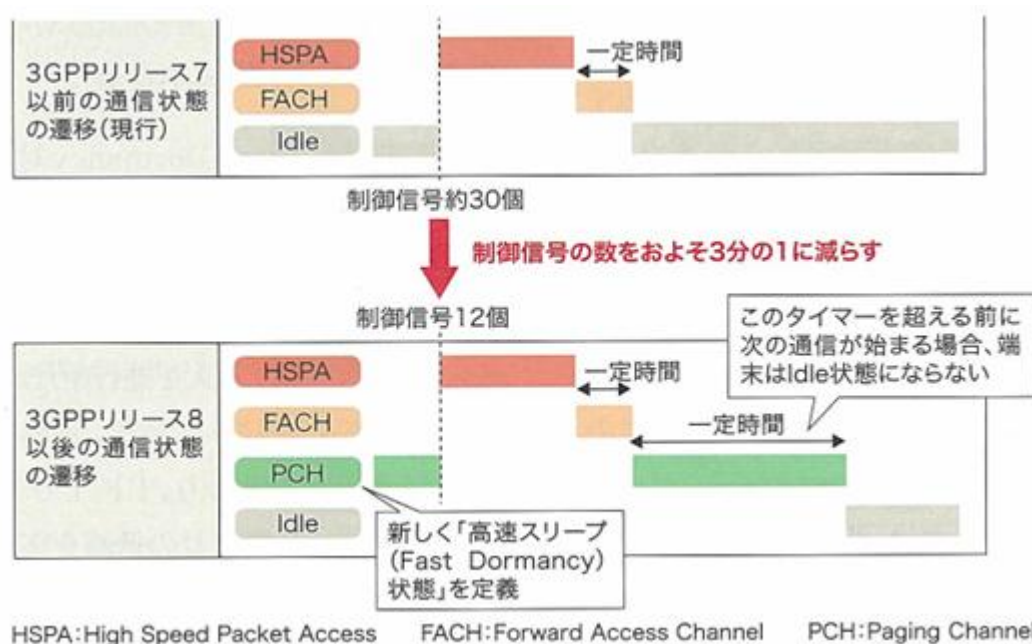 3GPPリリース7
以前の通信状態
の遷移（現行）
HSPA
FACH
Idle
一定時間
制御信号約30個
制御信号の数をおよそ3分の1に減らす
制御信号12個
このタイマーを超える前に
次の通信が始まる場合、端
末はIdle状態にならない
3GPPリリース8
以後の通信状態
の遷移
HSPA
FACH
PCH
Idle
一定時間
一定時間
新しく「高速スリープ
（Fast Dormancy）
状態」を定義
HSPA：High Speed Packet Access FACH：Forward Access Channel PCH：Paging Channel